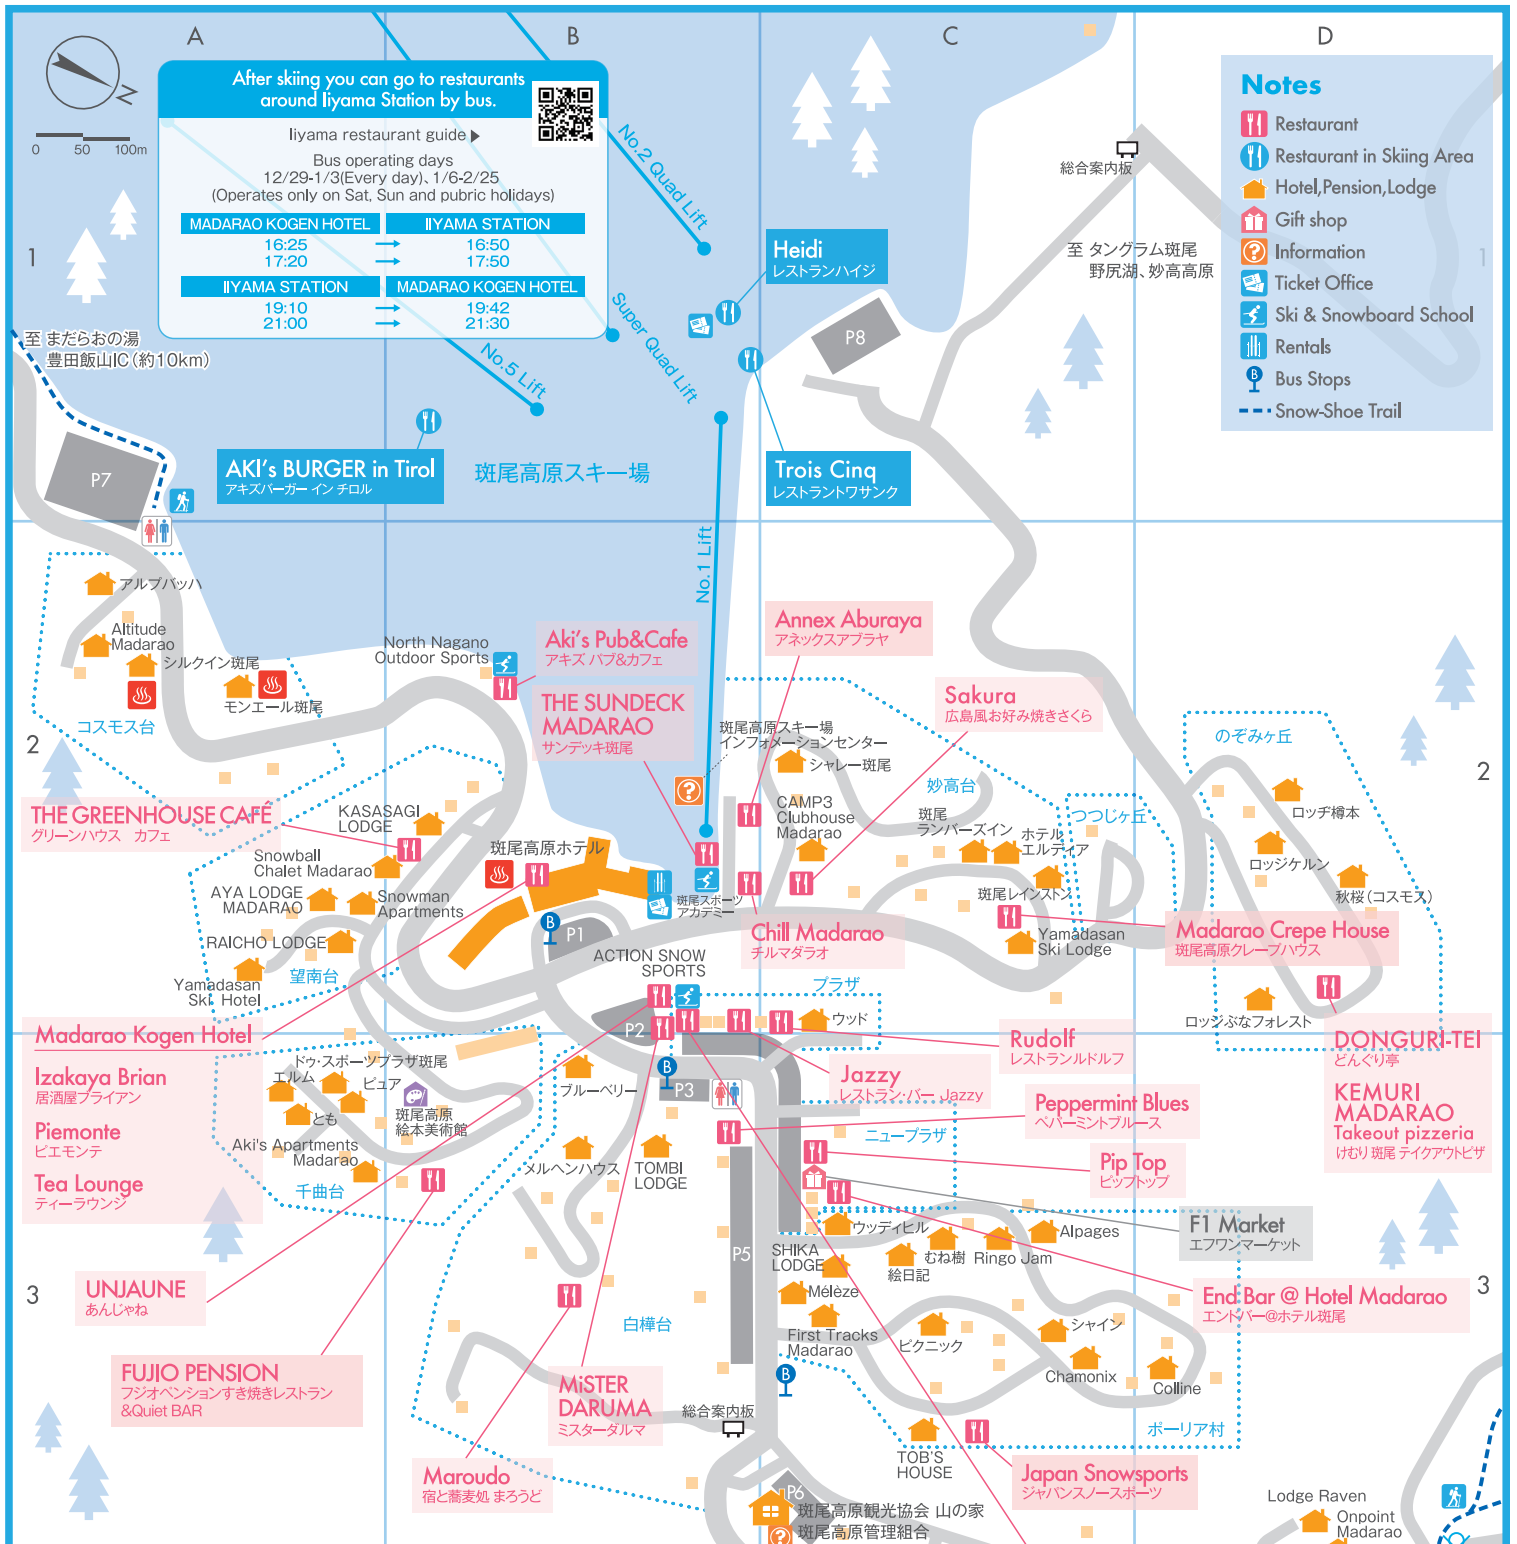 A
B
C
D
N
0 50 100m
After skiing you can go to restaurants
around Iiyama Station by bus.
Iiyama restaurant guide ▶
Bus operating days
12/29-1/3(Every day)、1/6-2/25
(Operates only on Sat, Sun and pubric holidays)
MADARAO KOGEN HOTEL IIYAMA STATION
16:25 → 16:50
17:20 → 17:50
IIYAMA STATION MADARAO KOGEN HOTEL
19:10 → 19:42
21:00 → 21:30
Notes
Restaurant
Restaurant in Skiing Area
Hotel,Pension,Lodge
Gift shop
Information
Ticket Office
Ski & Snowboard School
Rentals
B Bus Stops
Snow-Shoe Trail
1
1
No.2 Quad Lift
Super Quad Lift
No.5 Lift
No.1 Lift
Heidi
レストランハイジ
総合案内板
至 タングラム斑尾
野尻湖、妙高高原
P8
至 まだらおの湯
豊田飯山IC(約10km)
P7
AKI's BURGER in Tirol
アキズバーガー イン チロル
斑尾高原スキー場
Trois Cinq
レストラントワサンク
2
2
アルプバッハ
Altitude
Madarao
シルクイン斑尾
モンエール斑尾
コスモス台
North Nagano
Outdoor Sports
Aki's Pub&Cafe
アキズ パブ&カフェ
THE SUNDECK
MADARAO
サンデッキ斑尾
Annex Aburaya
アネックスアブラヤ
Sakura
広島風お好み焼きさくら
斑尾高原スキー場
インフォメーションセンター
シャレー斑尾
妙高台
CAMP3
Clubhouse
Madarao
斑尾
ランバーズイン
ホテル
エルディア
斑尾レインストン
つつじヶ丘
のぞみヶ丘
ロッヂ樽本
ロッジケルン
秋桜(コスモス)
THE GREENHOUSE CAFÉ
グリーンハウス カフェ
KASASAGI
LODGE
Snowball
Chalet Madarao
AYA LODGE
MADARAO
Snowman
Apartments
RAICHO LODGE
Yamadasan
Ski Hotel
望南台
斑尾高原ホテル
B
P1
斑尾スポーツ
アカデミー
ACTION SNOW
SPORTS
Chill Madarao
チルマダラオ
Yamadasan
Ski Lodge
Madarao Crepe House
斑尾高原クレープハウス
ロッジぶなフォレスト
プラザ
ウッド
P2
Madarao Kogen Hotel
Izakaya Brian
居酒屋ブライアン
Piemonte
ピエモンテ
Tea Lounge
ティーラウンジ
ドゥ・スポーツプラザ斑尾
エルム
ピュア
とも
斑尾高原
絵本美術館
Aki's Apartments
Madarao
千曲台
ブルーベリー
B
P3
メルヘンハウス
TOMBI
LODGE
Rudolf
レストランルドルフ
Jazzy
レストラン・バー Jazzy
Peppermint Blues
ペパーミントブルース
ニュープラザ
Pip Top
ピップトップ
DONGURI-TEI
どんぐり亭
KEMURI
MADARAO
Takeout pizzeria
けむり 斑尾 テイクアウトピザ
F1 Market
エフワンマーケット
3
3
UNJAUNE
あんじゃね
FUJIO PENSION
フジオペンションすき焼きレストラン
&Quiet BAR
白樺台
P5
ウッディヒル
SHIKA
LODGE
絵日記
むね樹
Ringo Jam
Alpages
Mélèze
First Tracks
Madarao
ピクニック
シャイン
Chamonix
Colline
End Bar @ Hotel Madarao
エンドバー@ホテル斑尾
B
MiSTER
DARUMA
ミスターダルマ
総合案内板
Maroudo
宿と蕎麦処 まろうど
ポーリア村
TOB'S
HOUSE
Japan Snowsports
ジャパンスノースポーツ
P6
斑尾高原観光協会 山の家
斑尾高原管理組合
Lodge Raven
Onpoint
Madarao